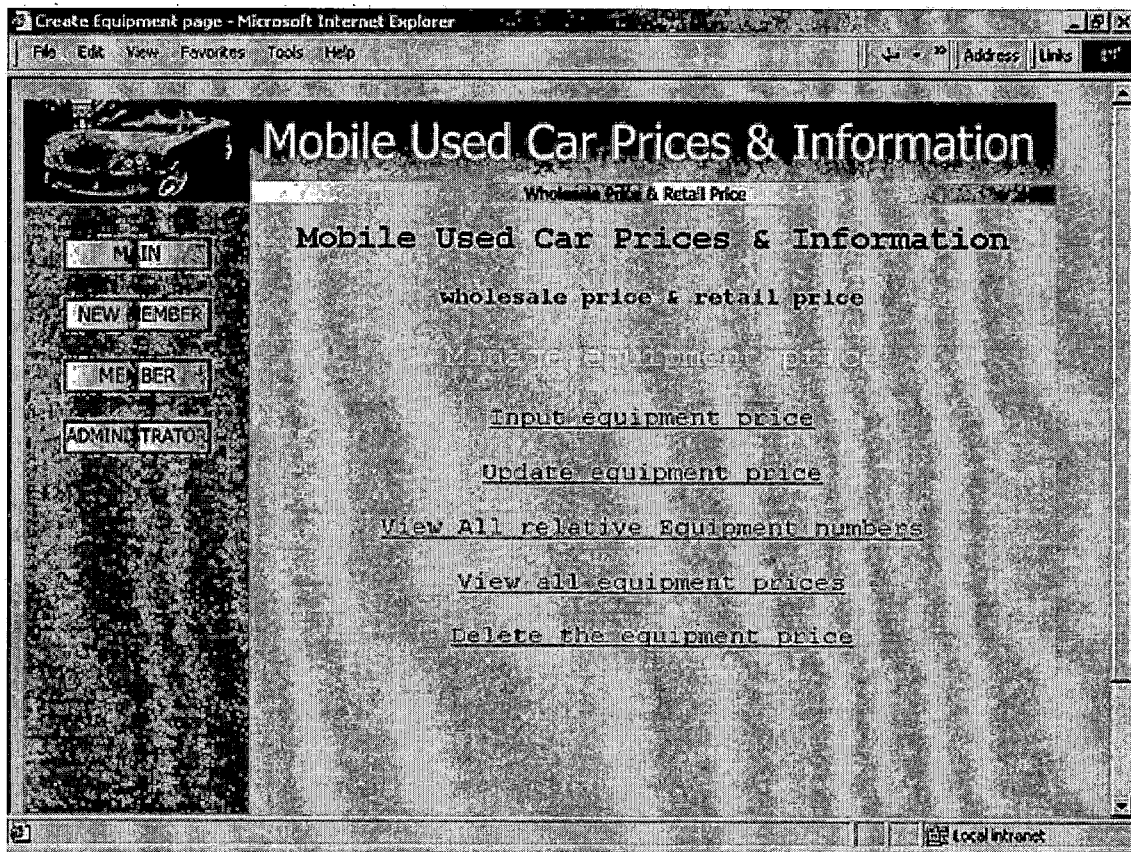 Create Equipment page - Microsoft Internet Explorer
File Edit View Favorites Tools Help
Address Links
Mobile Used Car Prices & Information
Wholesale Price & Retail Price
MAIN
NEW MEMBER
MEMBER
ADMINISTRATOR
Mobile Used Car Prices & Information
wholesale price & retail price
Manage equipment price
Input equipment price
Update equipment price
View All relative Equipment numbers
View all equipment prices
Delete the equipment price
Local intranet